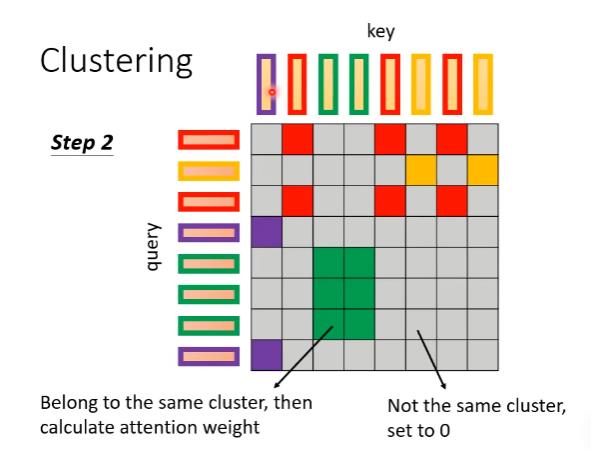 key
Clustering
Step 2
query
Belong to the same cluster, then
calculate attention weight
Not the same cluster,
set to 0